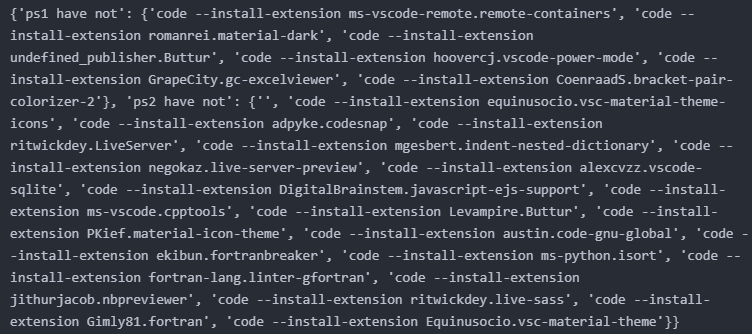 {'ps1 have not': {'code --install-extension ms-vscode-remote.remote-containers', 'code --
install-extension romanrei.material-dark', 'code --install-extension
undefined_publisher.Buttur', 'code --install-extension hoovercj.vscode-power-mode', 'code --
install-extension GrapeCity.gc-excelviewer', 'code --install-extension CoenraadS.bracket-pair-
colorizer-2'}, 'ps2 have not': {'', 'code --install-extension equinusocio.vsc-material-theme-
icons', 'code --install-extension adpyke.codesnap', 'code --install-extension
ritwickdey.LiveServer', 'code --install-extension mgesbert.indent-nested-dictionary', 'code --
install-extension negokaz.live-server-preview', 'code --install-extension alexcvzz.vscode-
sqlite', 'code --install-extension DigitalBrainstem.javascript-ejs-support', 'code --install-
extension ms-vscode.cpptools', 'code --install-extension Levampire.Buttur', 'code --install-
extension PKief.material-icon-theme', 'code --install-extension austin.code-gnu-global', 'code -
-install-extension ekibun.fortranbreaker', 'code --install-extension ms-python.isort', 'code --
install-extension fortran-lang.linter-gfortran', 'code --install-extension
jithurjacob.nbpreviewer', 'code --install-extension ritwickdey.live-sass', 'code --install-
extension Gimly81.fortran', 'code --install-extension Equinusocio.vsc-material-theme'}}